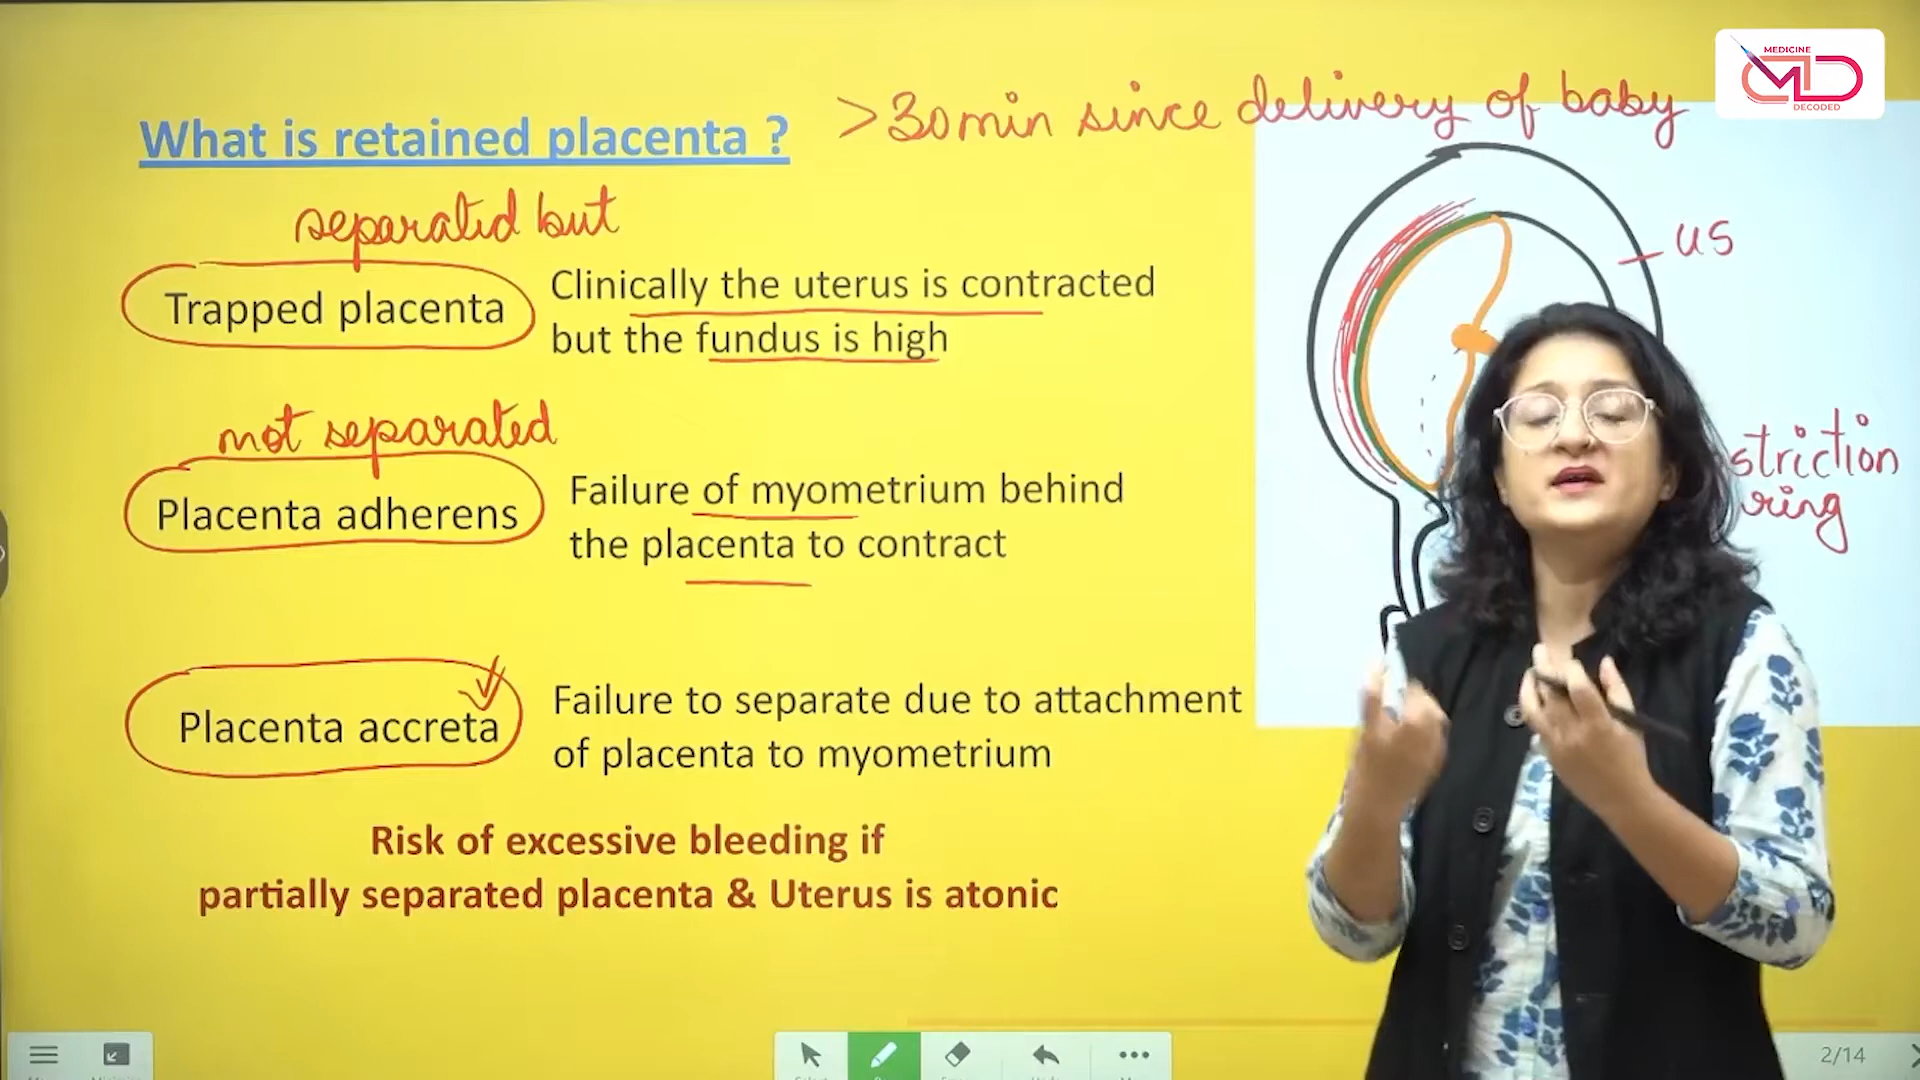 MEDICINE
MD
DECODED
What is retained placenta ?
>30min since delivery of baby
separated but
Trapped placenta
Clinically the uterus is contracted
but the fundus is high
US
not separated
Placenta adherens
Failure of myometrium behind
the placenta to contract
striction
ring
Placenta accreta
Failure to separate due to attachment
of placenta to myometrium
Risk of excessive bleeding if
partially separated placenta & Uterus is atonic
2/14